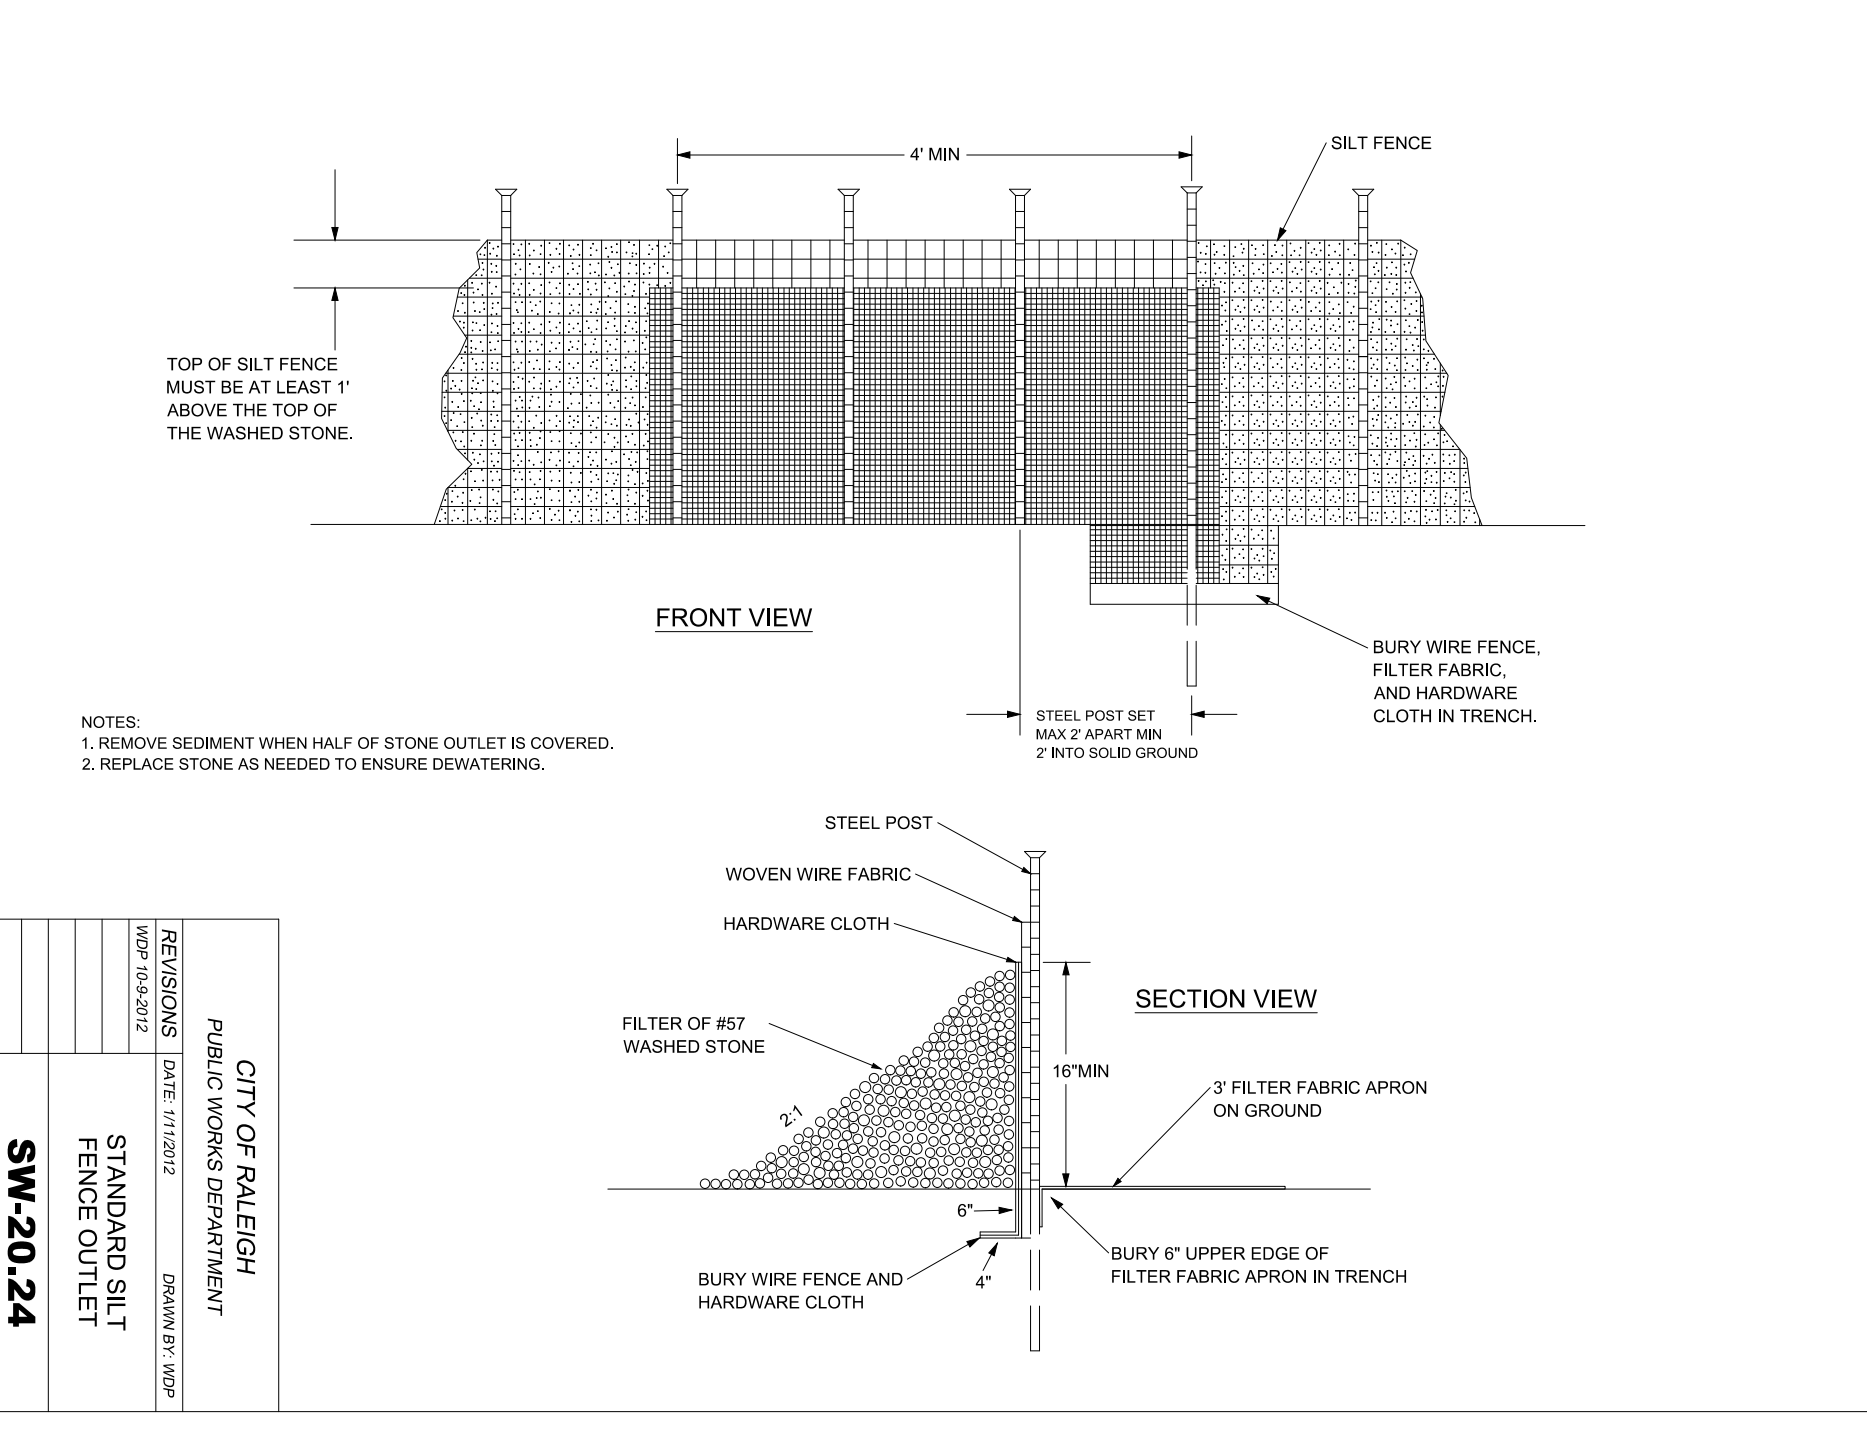 4' MIN
SILT FENCE
TOP OF SILT FENCE
MUST BE AT LEAST 1'
ABOVE THE TOP OF
THE WASHED STONE.
FRONT VIEW
BURY WIRE FENCE,
FILTER FABRIC,
AND HARDWARE
CLOTH IN TRENCH.
STEEL POST SET
MAX 2' APART MIN
2' INTO SOLID GROUND
NOTES:
1. REMOVE SEDIMENT WHEN HALF OF STONE OUTLET IS COVERED.
2. REPLACE STONE AS NEEDED TO ENSURE DEWATERING.
STEEL POST
WOVEN WIRE FABRIC
HARDWARE CLOTH
SECTION VIEW
FILTER OF #57
WASHED STONE
2:1
16"MIN
3' FILTER FABRIC APRON
ON GROUND
6"
4"
BURY WIRE FENCE AND
HARDWARE CLOTH
BURY 6" UPPER EDGE OF
FILTER FABRIC APRON IN TRENCH
CITY OF RALEIGH
PUBLIC WORKS DEPARTMENT
REVISIONS
DATE: 1/11/2012
DRAWN BY: WDP
WDP 10-9-2012
STANDARD SILT
FENCE OUTLET
SW-20.24